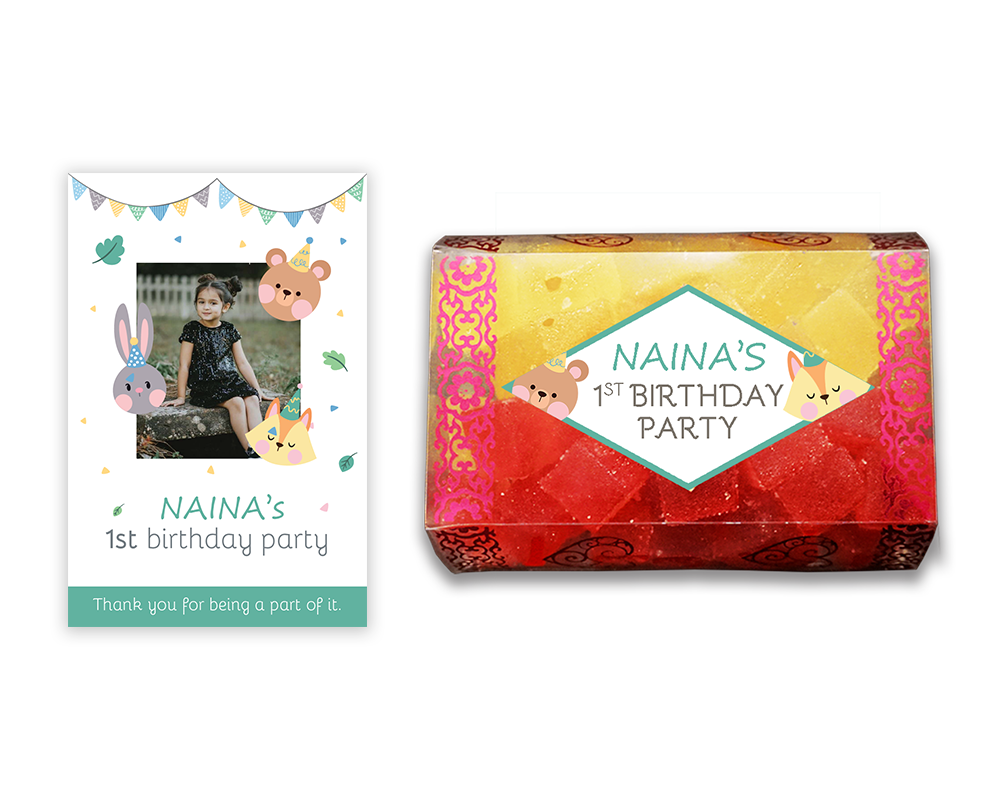 NAINA's
1st birthday party
Thank you for being a part of it.
NAINA'S
1ST BIRTHDAY
PARTY